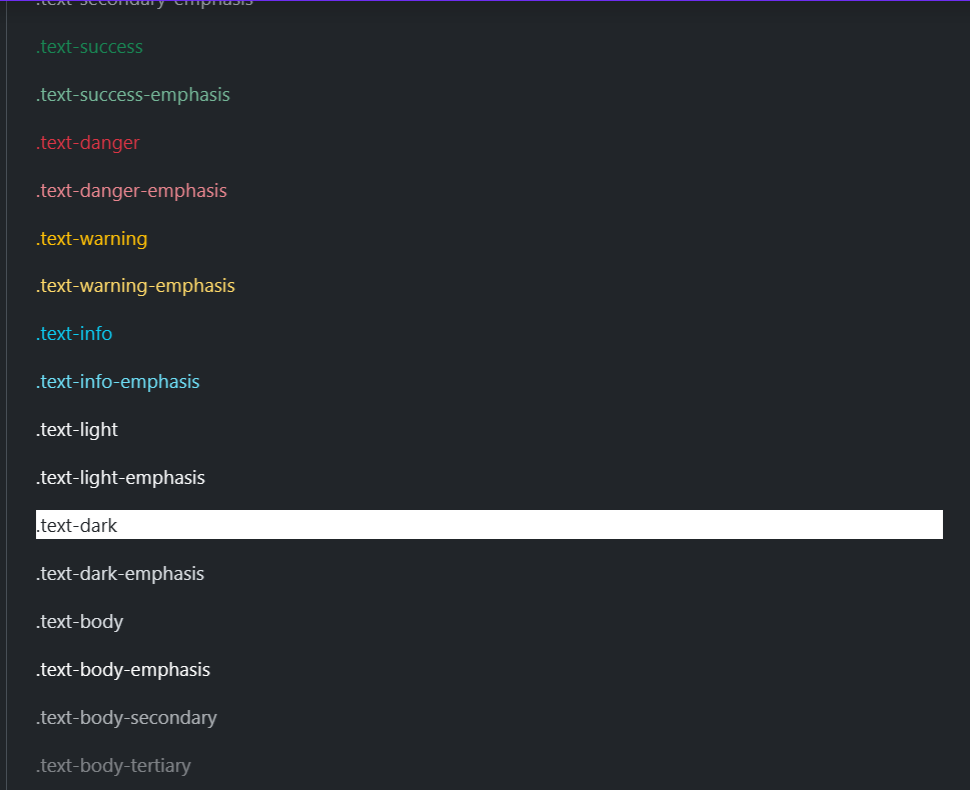 .text-secondary-emphasis
.text-success
.text-success-emphasis
.text-danger
.text-danger-emphasis
.text-warning
.text-warning-emphasis
.text-info
.text-info-emphasis
.text-light
.text-light-emphasis
.text-dark
.text-dark-emphasis
.text-body
.text-body-emphasis
.text-body-secondary
.text-body-tertiary